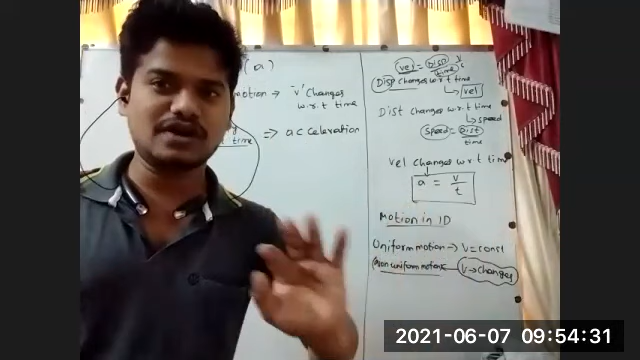 (a)
motion → 'v' Changes
w.r.t time
time ⇒ acceleration
vel = Disp
time
Disp changes w.r.t time
↳ vel
Dist changes w.r.t time
↳ speed
speed = Dist
time
vel changes w r t time
a = v
t
Motion in 1D
Uniform motion → V = const
Non uniform motion → V → changes
2021-06-07 09:54:31